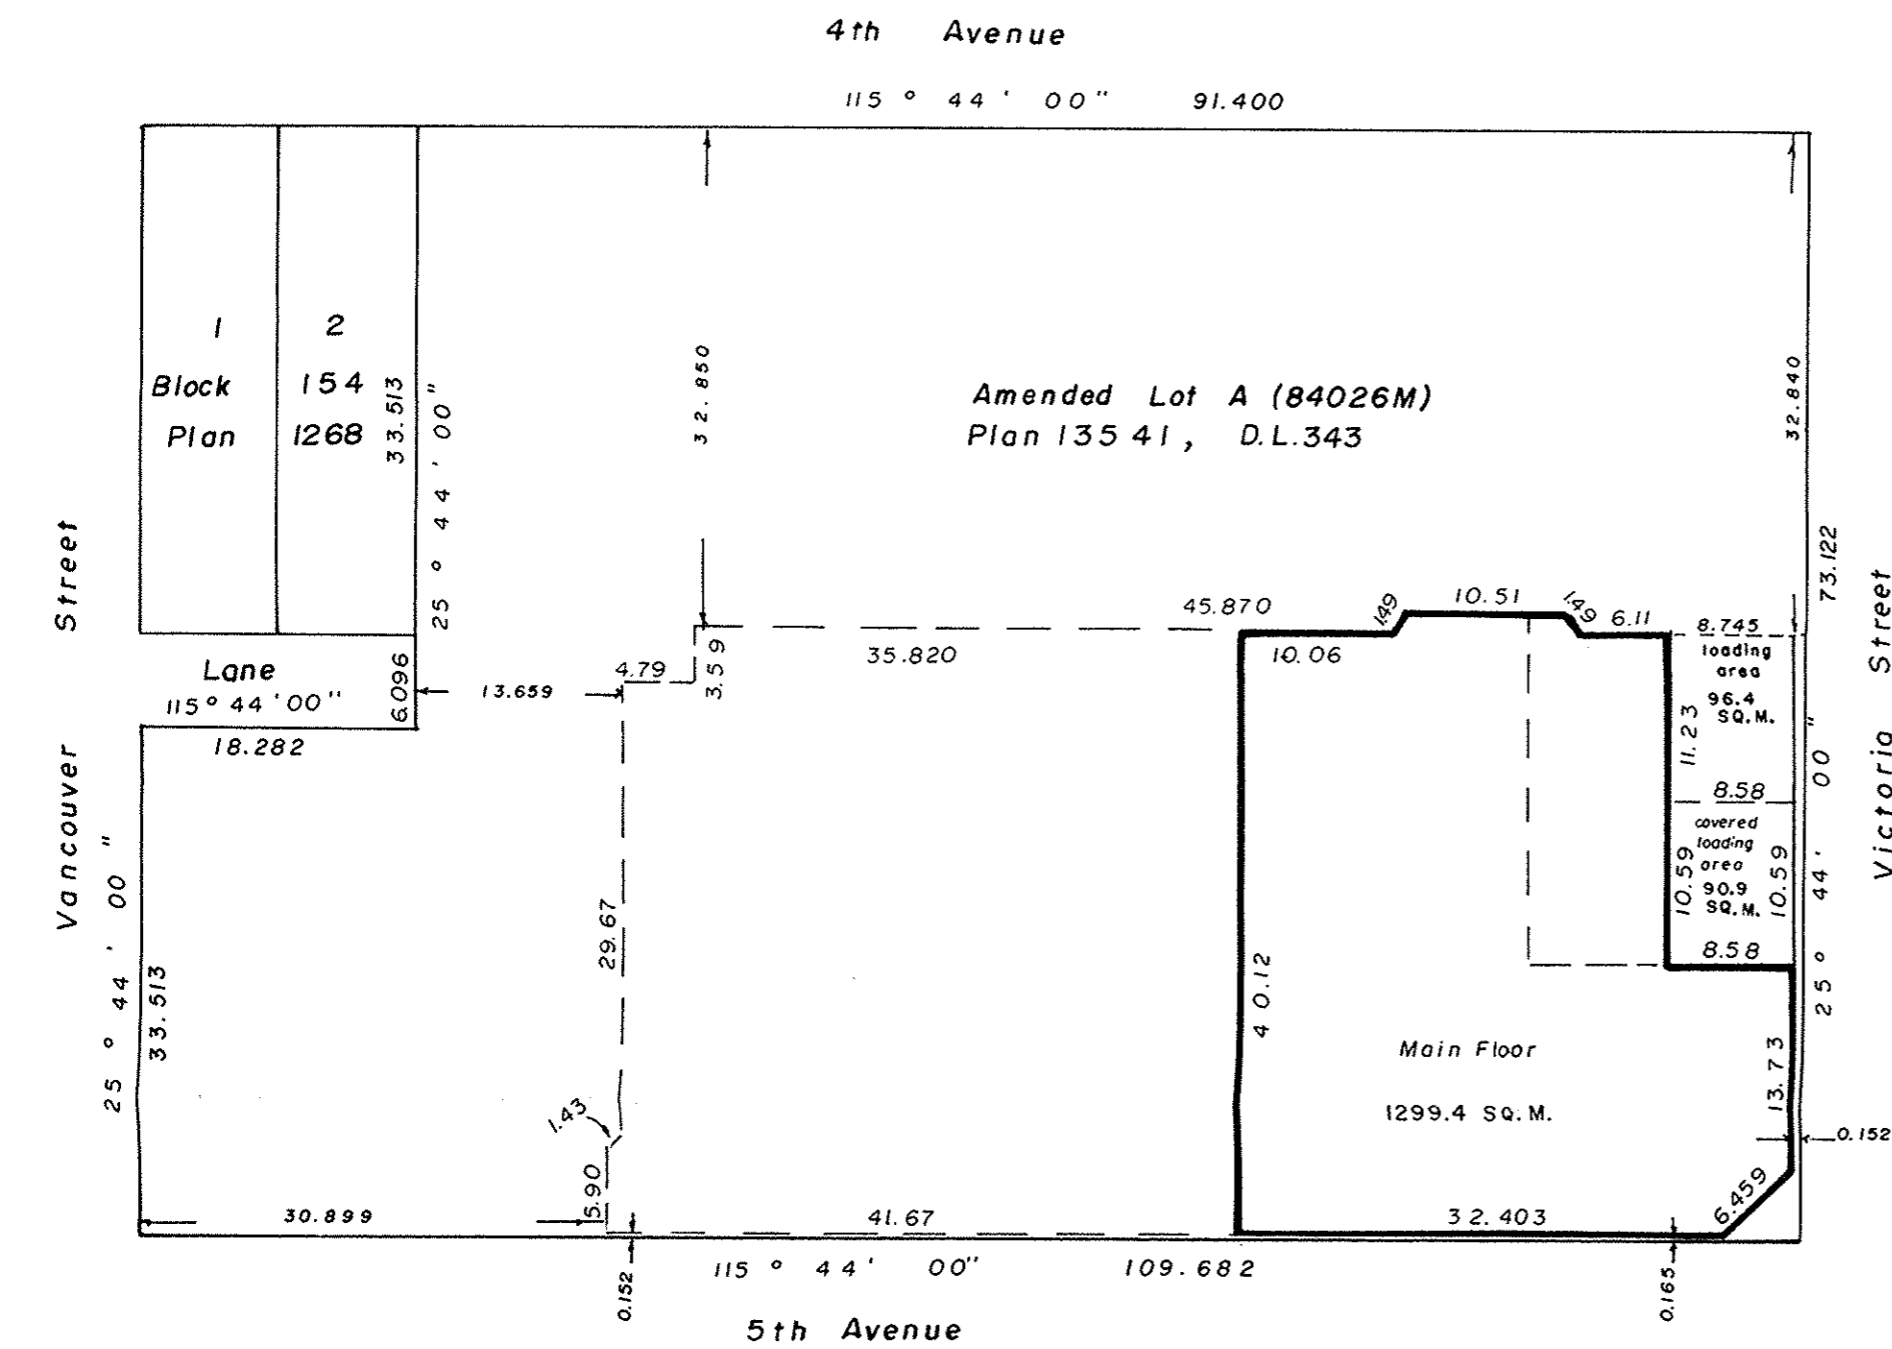 4th Avenue
115° 44' 00" 91.400
1 2
Block 154
Plan 1268
33.513
25° 44' 00"
32.850
Amended Lot A (84026M)
Plan 13541, D.L.343
32.840
73.122
Vancouver Street
Victoria Street
Lane
115° 44' 00"
6.096
18.282
13.659
4.79
3.59
35.820
45.870
10.06
1.49
10.51
1.49
6.11
8.745
loading
area
96.4
SQ.M.
11.23
8.58
covered
loading
area
90.9
SQ.M.
10.59
10.59
8.58
25° 44' 00"
25° 44' 00"
33.513
29.67
40.12
Main Floor
1299.4 SQ.M.
13.73
0.152
1.43
5.90
30.899
41.67
32.403
6.459
115° 44' 00" 109.682
0.152
0.165
5th Avenue